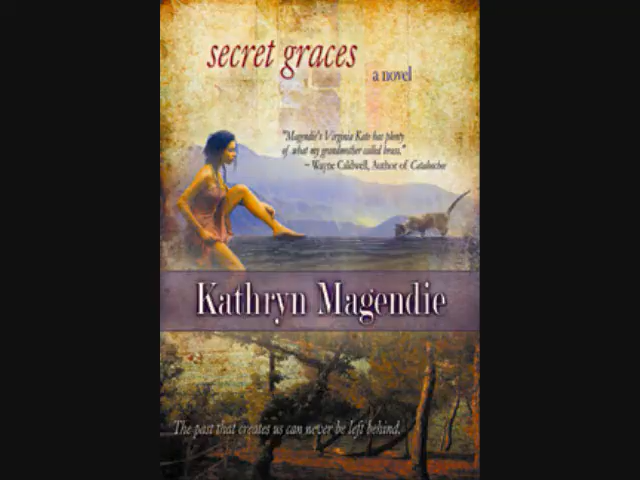 secret graces
a novel
"Magendie's Virginia Kate has plenty
of what my grandmother called brass."
~ Wayne Caldwell, Author of Cataloochee
Kathryn Magendie
The past that creates us can never be left behind.